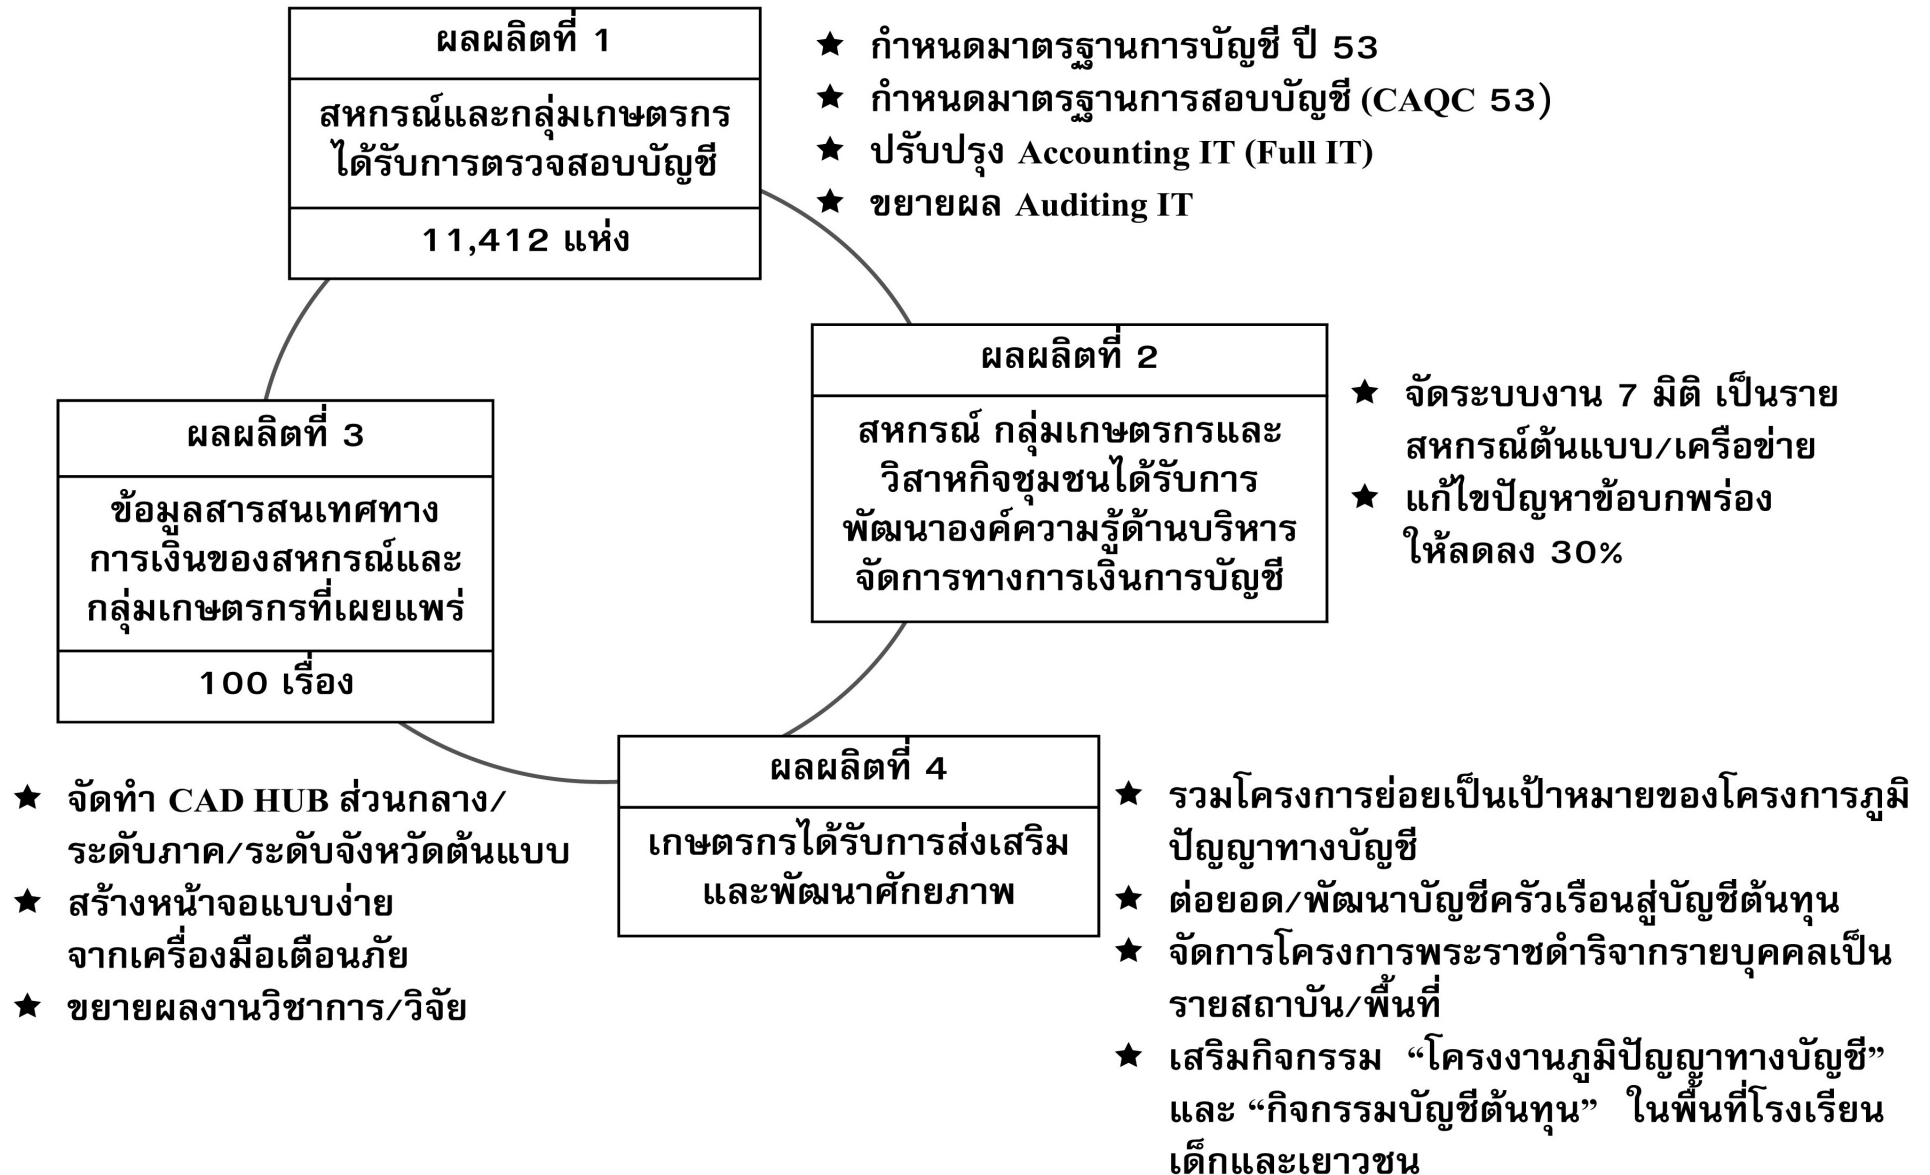 ผลผลิตที่ 1
สหกรณ์และกลุ่มเกษตรกร
ได้รับการตรวจสอบบัญชี
11,412 แห่ง
★ กำหนดมาตรฐานการบัญชี ปี 53
★ กำหนดมาตรฐานการสอบบัญชี (CAQC 53)
★ ปรับปรุง Accounting IT (Full IT)
★ ขยายผล Auditing IT
ผลผลิตที่ 2
สหกรณ์ กลุ่มเกษตรกรและ
วิสาหกิจชุมชนได้รับการ
พัฒนาองค์ความรู้ด้านบริหาร
จัดการทางการเงินการบัญชี
★ จัดระบบงาน 7 มิติ เป็นราย
สหกรณ์ต้นแบบ/เครือข่าย
★ แก้ไขปัญหาข้อบกพร่อง
ให้ลดลง 30%
ผลผลิตที่ 3
ข้อมูลสารสนเทศทาง
การเงินของสหกรณ์และ
กลุ่มเกษตรกรที่เผยแพร่
100 เรื่อง
★ จัดทำ CAD HUB ส่วนกลาง/
ระดับภาค/ระดับจังหวัดต้นแบบ
★ สร้างหน้าจอแบบง่าย
จากเครื่องมือเตือนภัย
★ ขยายผลงานวิชาการ/วิจัย
ผลผลิตที่ 4
เกษตรกรได้รับการส่งเสริม
และพัฒนาศักยภาพ
★ รวมโครงการย่อยเป็นเป้าหมายของโครงการภูมิ
ปัญญาทางบัญชี
★ ต่อยอด/พัฒนาบัญชีครัวเรือนสู่บัญชีต้นทุน
★ จัดการโครงการพระราชดำริจากรายบุคคลเป็น
รายสถาบัน/พื้นที่
★ เสริมกิจกรรม “โครงงานภูมิปัญญาทางบัญชี”
และ “กิจกรรมบัญชีต้นทุน” ในพื้นที่โรงเรียน
เด็กและเยาวชน